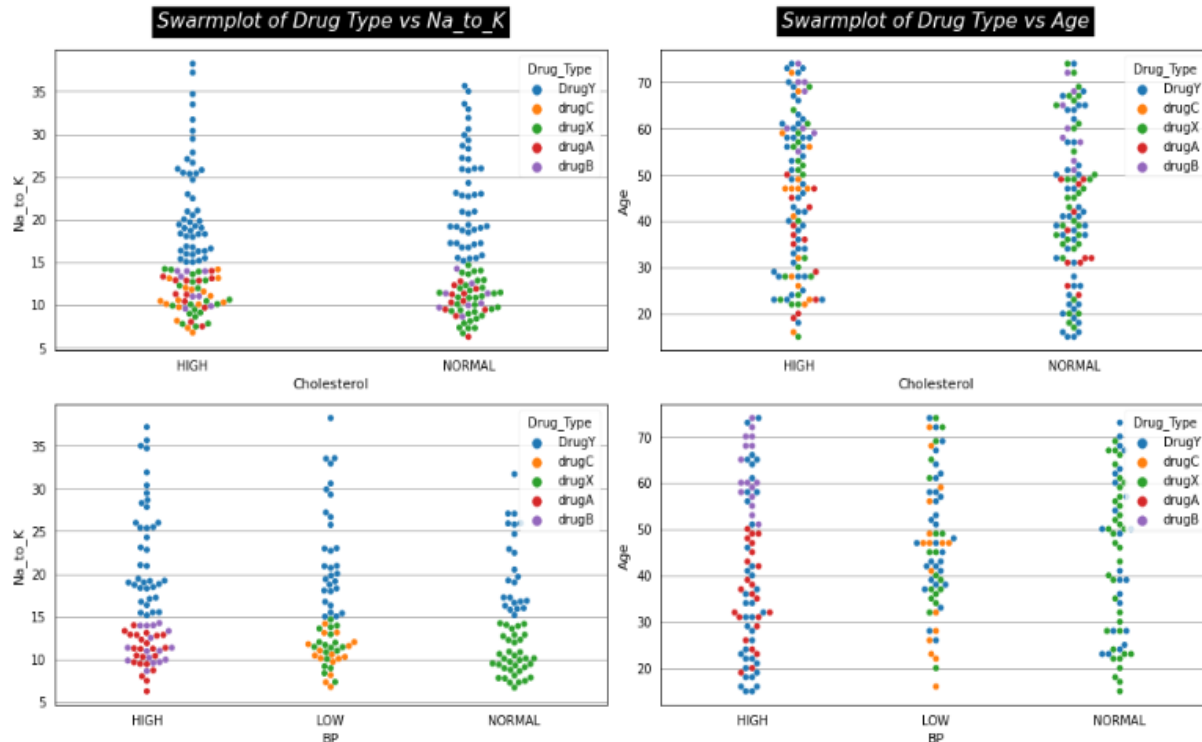 Swarmplot of Drug Type vs Na_to_K
Swarmplot of Drug Type vs Age
Drug_Type
DrugY
drugC
drugX
drugA
drugB
35
30
25
20
15
10
5
Na_to_K
HIGH
NORMAL
Cholesterol
Drug_Type
DrugY
drugC
drugX
drugA
drugB
70
60
50
40
30
20
Age
HIGH
NORMAL
Cholesterol
Drug_Type
DrugY
drugC
drugX
drugA
drugB
35
30
25
20
15
10
5
Na_to_K
HIGH
LOW
NORMAL
BP
Drug_Type
DrugY
drugC
drugX
drugA
drugB
70
60
50
40
30
20
Age
HIGH
LOW
NORMAL
BP